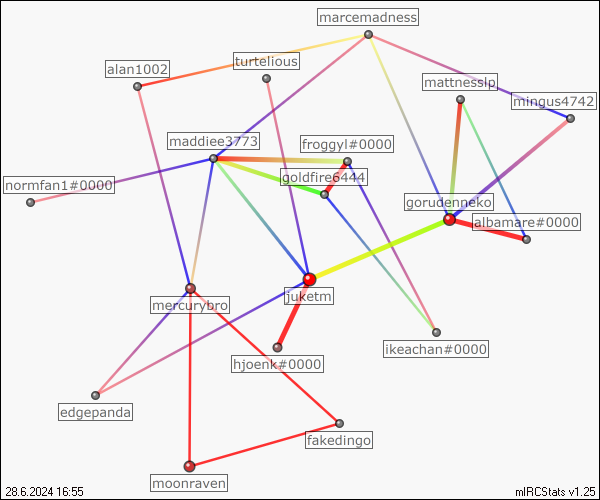 marcemadness
turtelious
alan1002
mattnesslp
mingus4742
maddiee3773
froggyl#0000
goldfire6444
normfan1#0000
gorudenneko
albamare#0000
mercurybro
juketm
ikeachan#0000
hjoenk#0000
edgepanda
fakedingo
moonraven
28.6.2024 16:55
mIRCStats v1.25